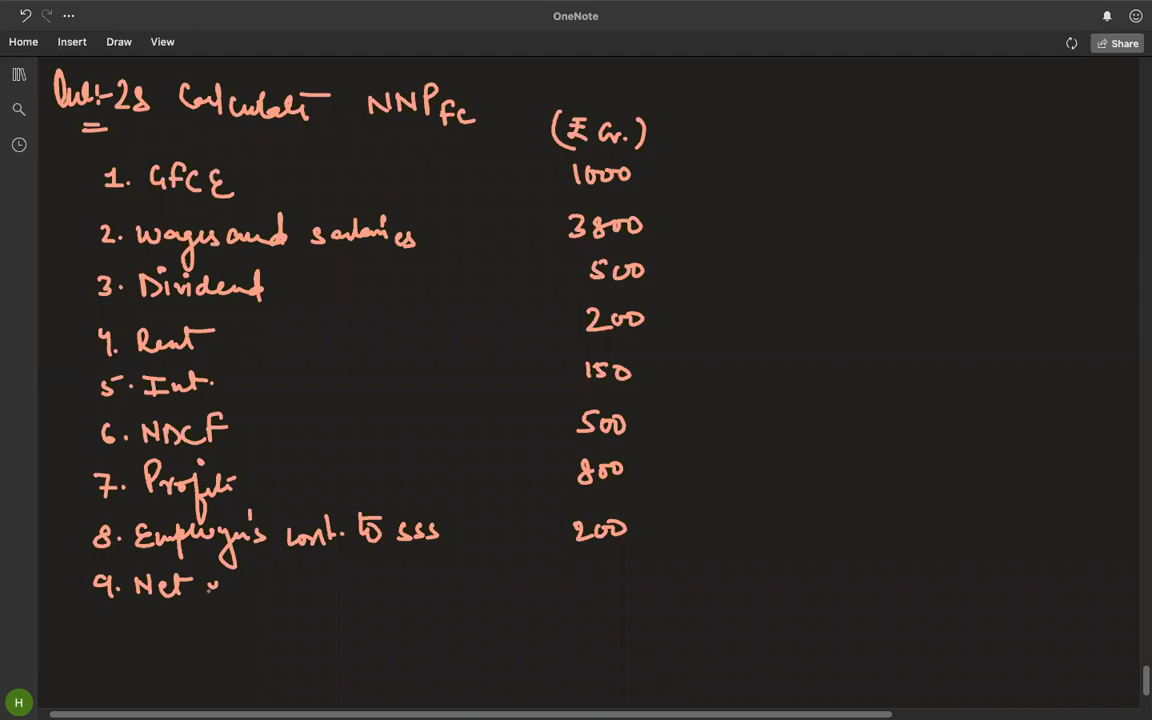 OneNote
Home Insert Draw View Share
Que:-28 Calculate NNPFC
(₹ Cr.)
1. GFCE 1000
2. Wages and salaries 3800
3. Dividend 500
4. Rent 200
5. Int. 150
6. NDCF 500
7. Profit 800
8. Employer's cont. to SSS 200
9. Net
H